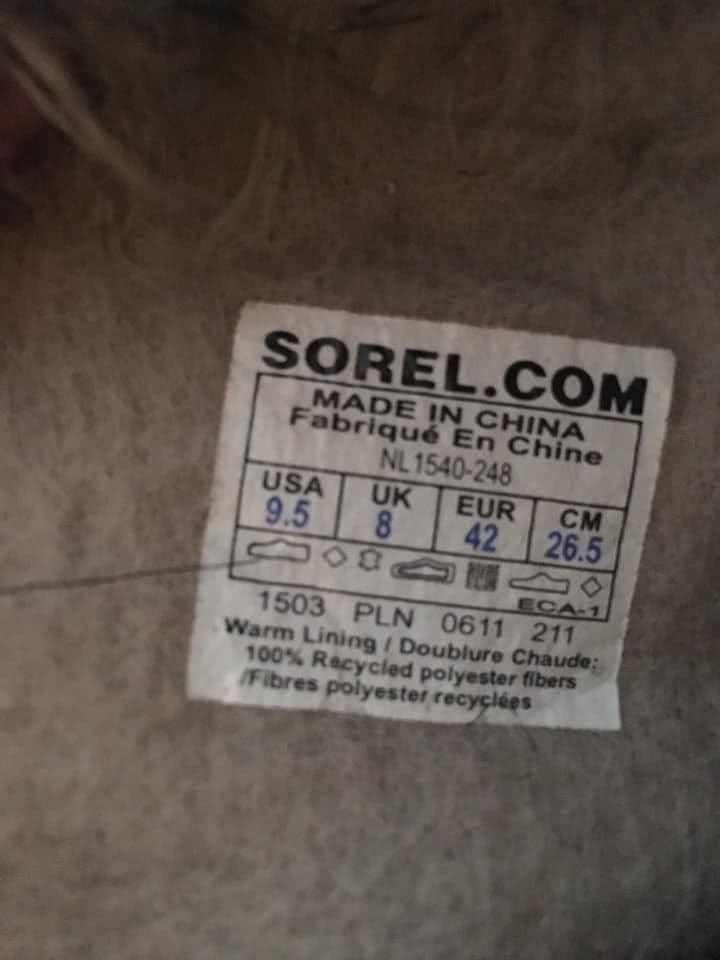 SOREL.COM
MADE IN CHINA
Fabriqué En Chine
NL1540-248
USA UK EUR CM
9.5 8 42 26.5
ECA-1
1503 PLN 0611 211
Warm Lining / Doublure Chaude:
100% Recycled polyester fibers
/Fibres polyester recyclées